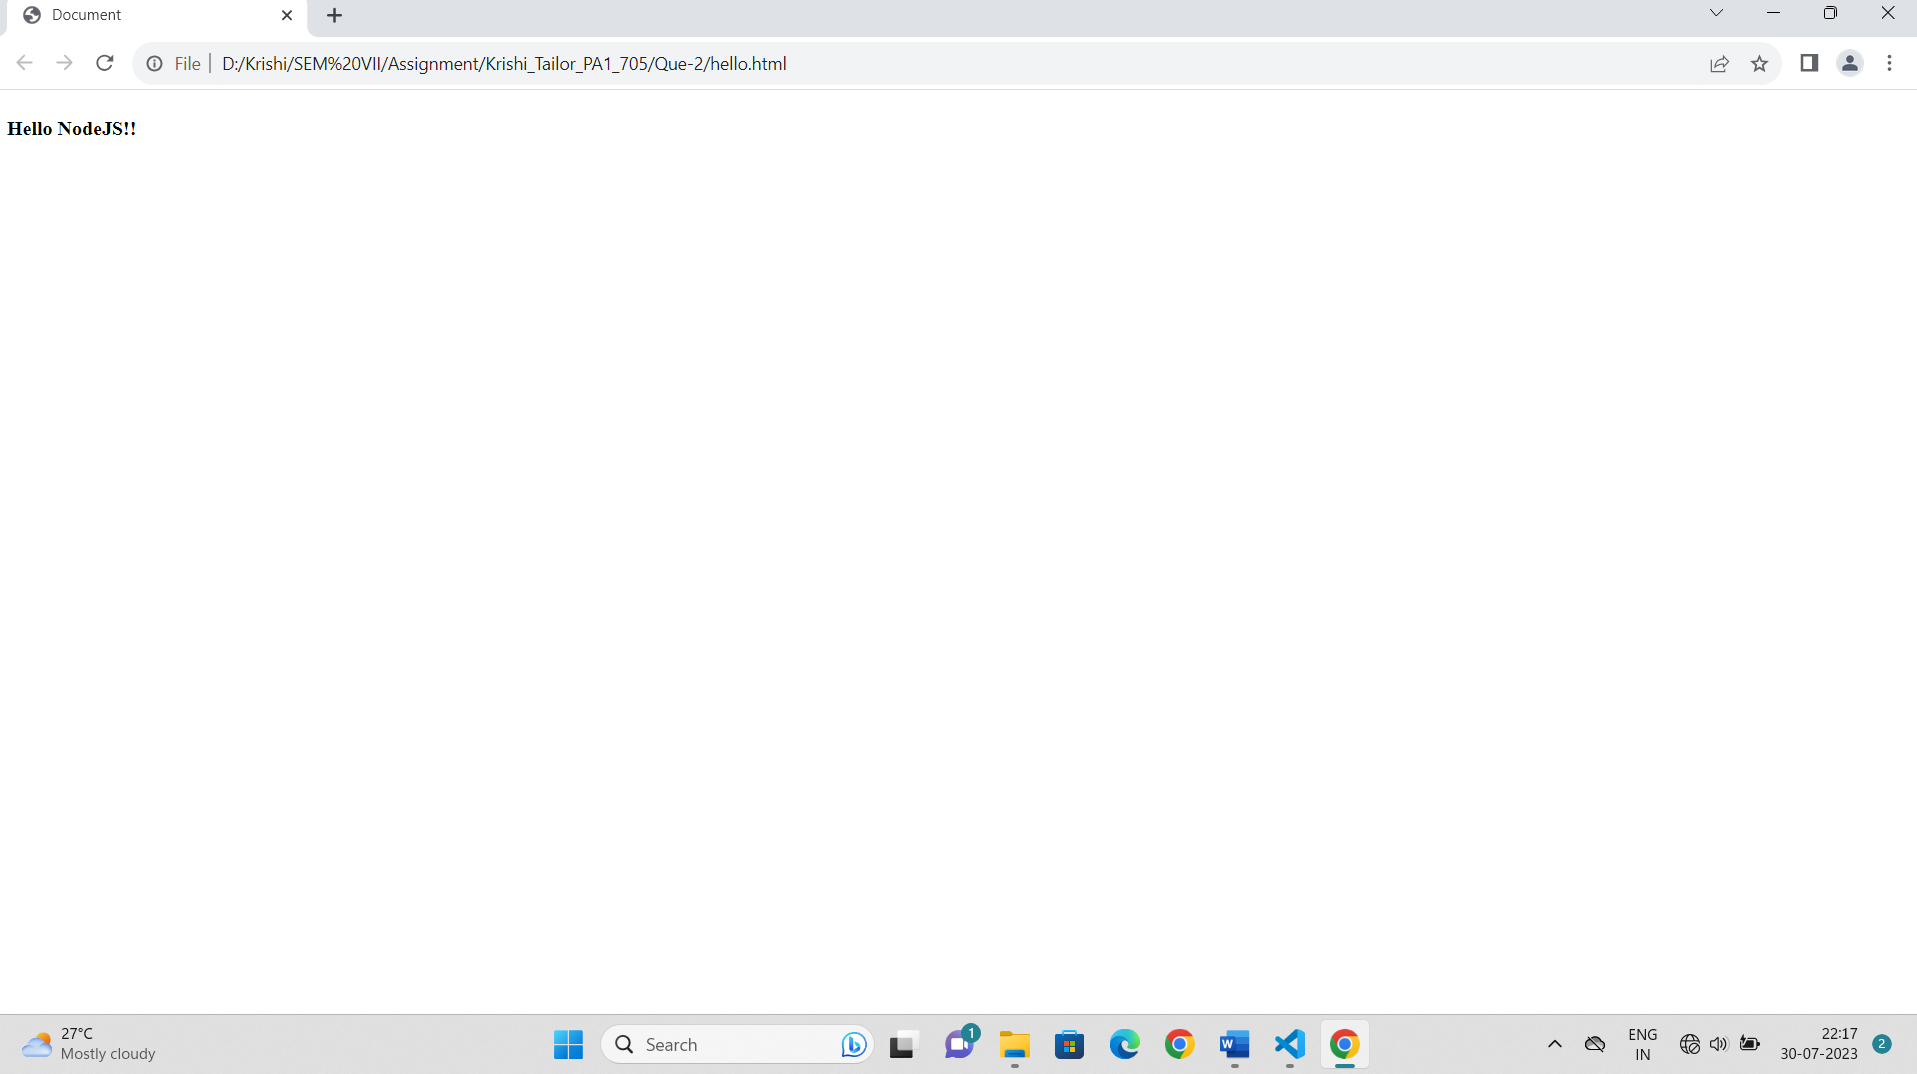 Document
File
D:/Krishi/SEM%20VII/Assignment/Krishi_Tailor_PA1_705/Que-2/hello.html
Hello NodeJS!!
27°C
Mostly cloudy
Search
1
W
ENG
IN
22:17
30-07-2023
2